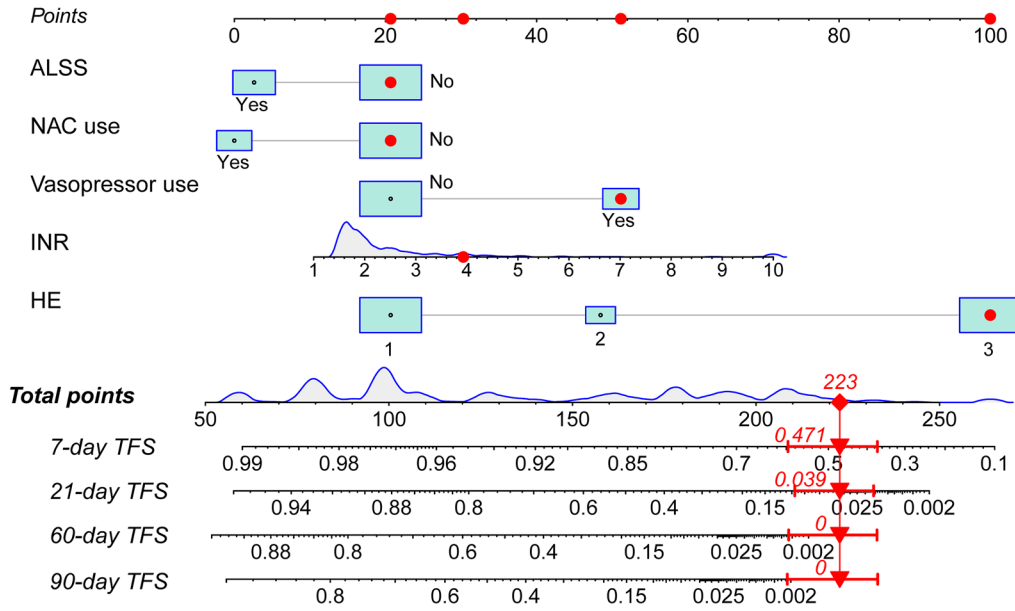 Points
0 20 40 60 80 100
ALSS
No
Yes
NAC use
No
Yes
Vasopressor use
No
Yes
INR
1 2 3 4 5 6 7 8 9 10
HE
1 2 3
223
Total points
50 100 150 200 250
0.471
7-day TFS
0.99 0.98 0.96 0.92 0.85 0.7 0.5 0.3 0.1
0.039
21-day TFS
0.94 0.88 0.8 0.6 0.4 0.15 0.025 0.002
0
60-day TFS
0.88 0.8 0.6 0.4 0.15 0.025 0.002
0
90-day TFS
0.8 0.6 0.4 0.15 0.025 0.002